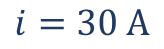 i = 30 A